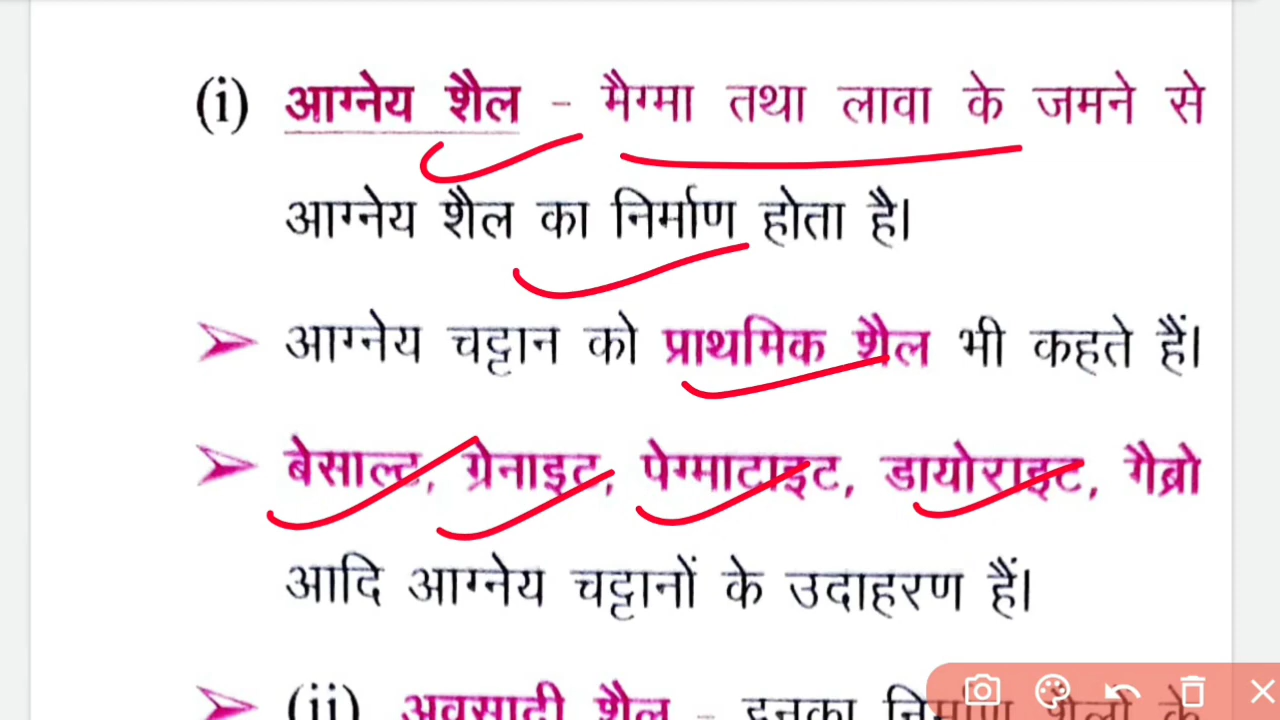 (i) आग्नेय शैल - मैग्मा तथा लावा के जमने से
आग्नेय शैल का निर्माण होता है।
➢ आग्नेय चट्टान को प्राथमिक शैल भी कहते हैं।
➢ बेसाल्ट, ग्रेनाइट, पेग्माटाइट, डायोराइट, गैब्रो
आदि आग्नेय चट्टानों के उदाहरण हैं।
➢ (ii) अवसादी शैल - इनका निर्माण शैलों के